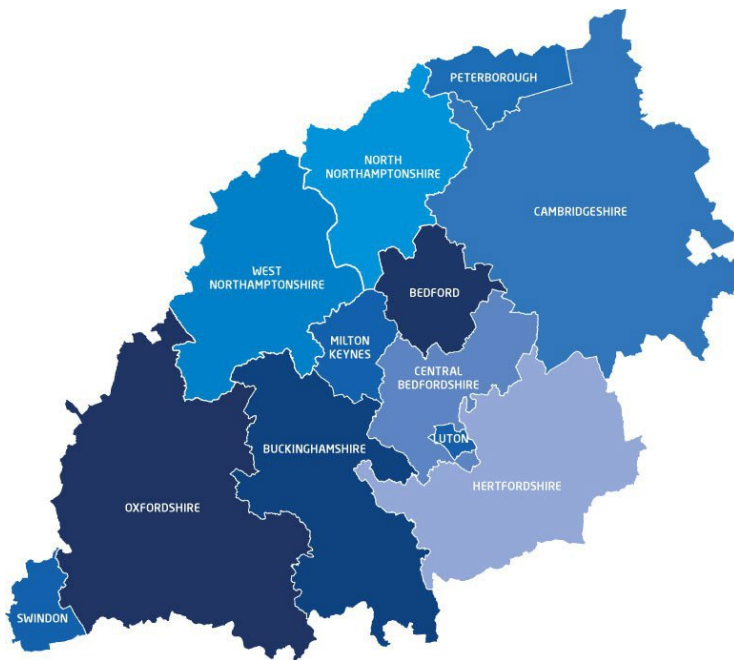 PETERBOROUGH
NORTH
NORTHAMPTONSHIRE
CAMBRIDGESHIRE
WEST
NORTHAMPTONSHIRE
BEDFORD
MILTON
KEYNES
CENTRAL
BEDFORDSHIRE
LUTON
BUCKINGHAMSHIRE
HERTFORDSHIRE
OXFORDSHIRE
SWINDON